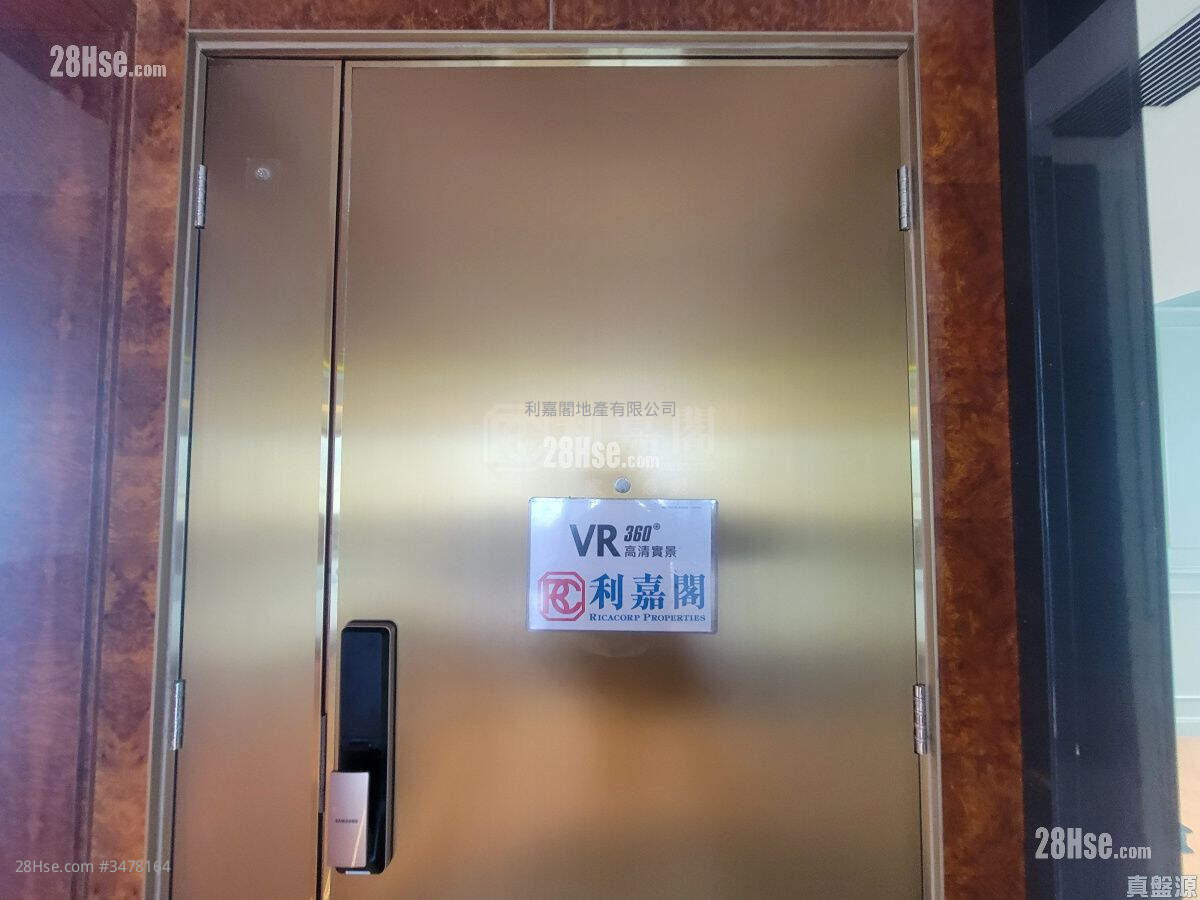 28Hse.com
利嘉閣地產有限公司
28Hse.com
VR 360°
高清實景
RC 利嘉閣
RICACORP PROPERTIES
SAMSUNG
28Hse.com
28Hse.com #3478164
真盤源